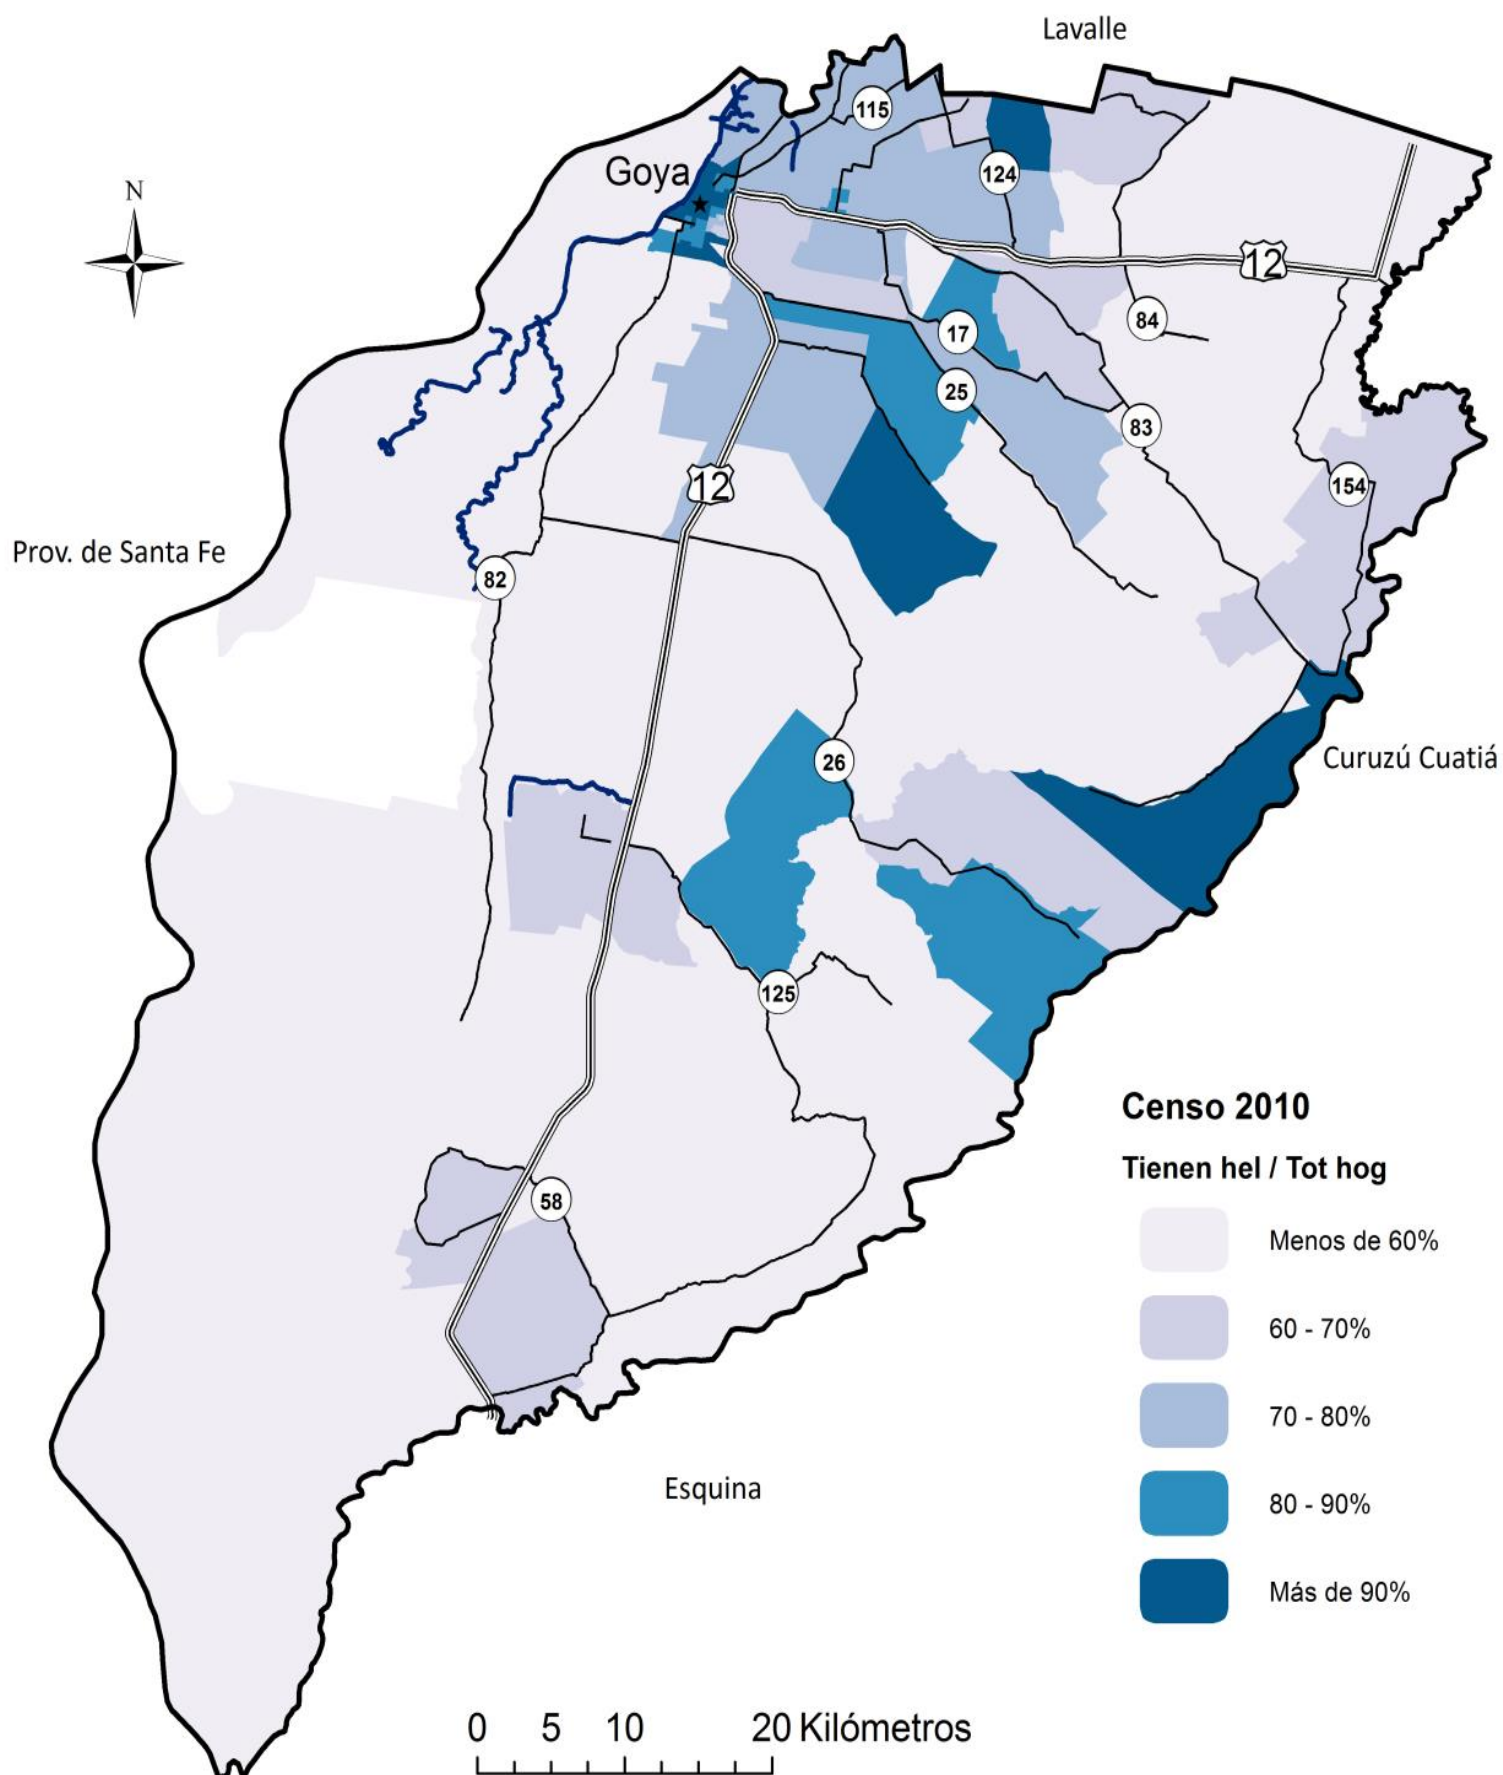 Lavalle
115
Goya
124
N
12
84
17
25
83
12
154
Prov. de Santa Fe
82
26
Curuzú Cuatiá
125
Censo 2010
Tienen hel / Tot hog
58
Menos de 60%
60 - 70%
70 - 80%
Esquina
80 - 90%
Más de 90%
0 5 10 20 Kilómetros